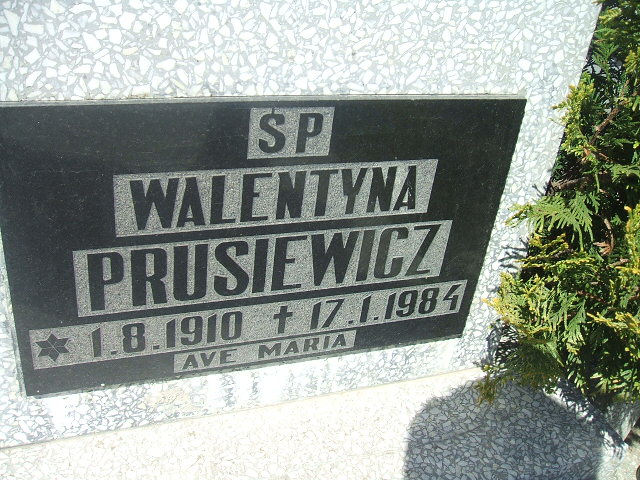 ŚP
WALENTYNA
PRUSIEWICZ
* 1.8.1910 † 17.1.1984
AVE MARIA